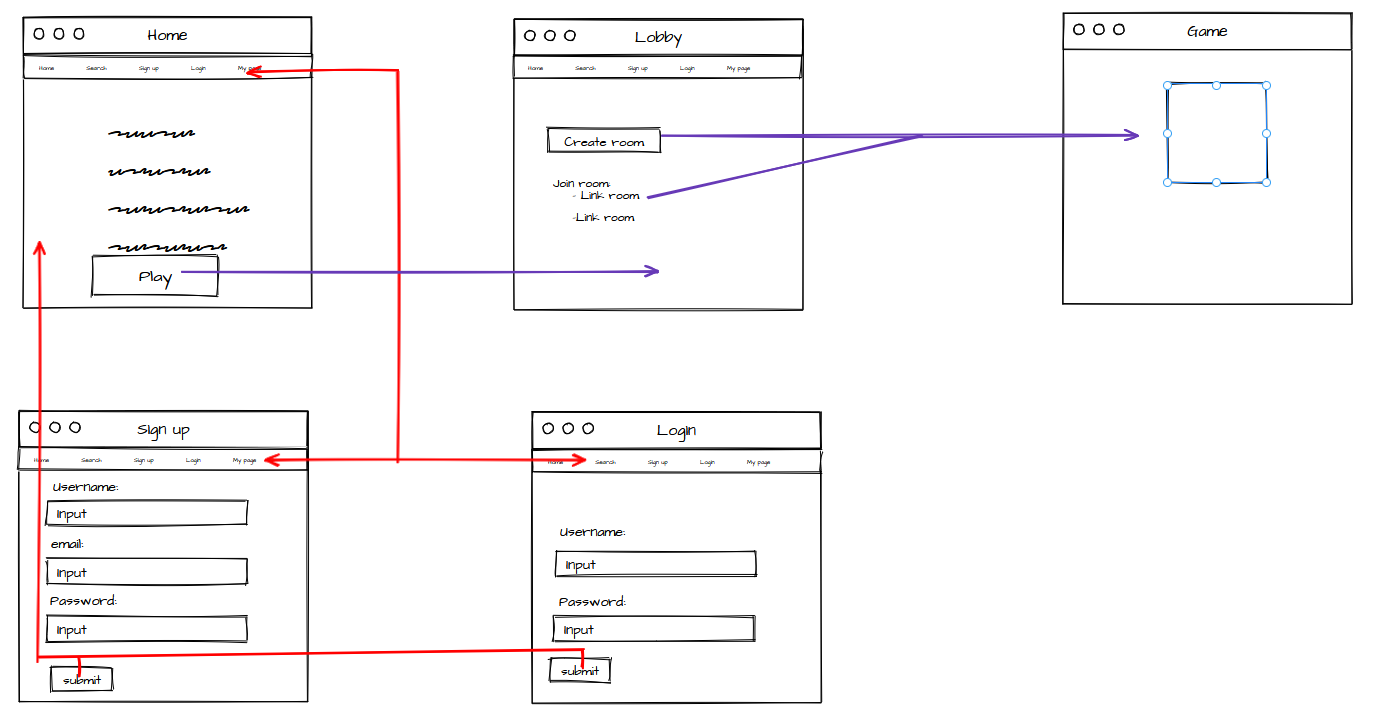 Home
Home Search Sign up Login My page
Play
Lobby
Home Search Sign up Login My page
Create room
Join room:
- Link room
-Link room
Game
Sign up
Home Search Sign up Login My page
Username:
Input
email:
Input
Password:
Input
submit
Login
Home Search Sign up Login My page
Username:
Input
Password:
Input
submit